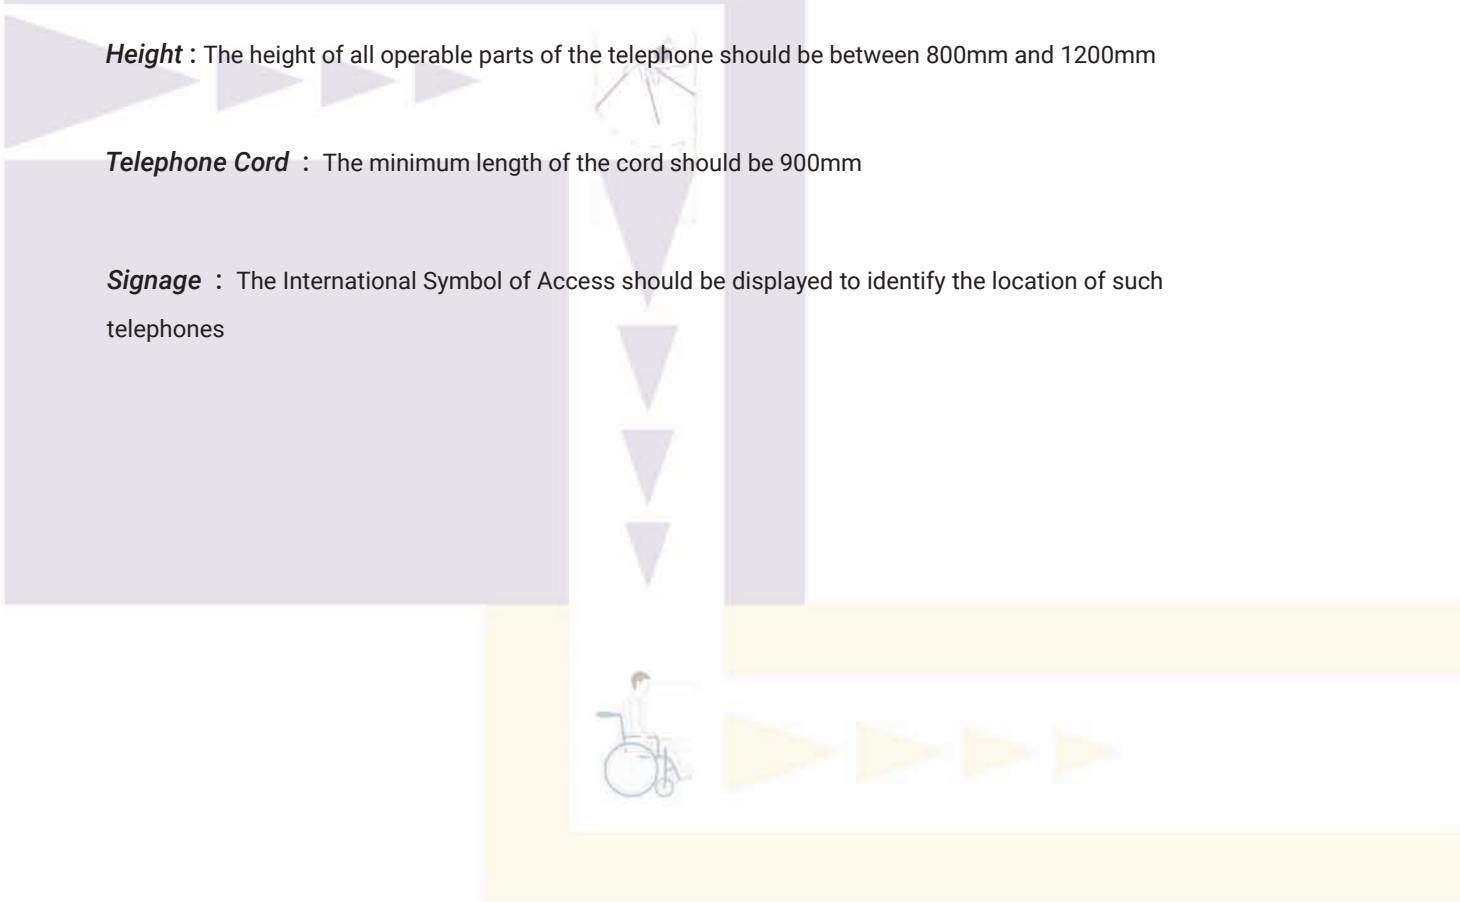 Height : The height of all operable parts of the telephone should be between 800mm and 1200mm
Telephone Cord : The minimum length of the cord should be 900mm
Signage : The International Symbol of Access should be displayed to identify the location of such
telephones